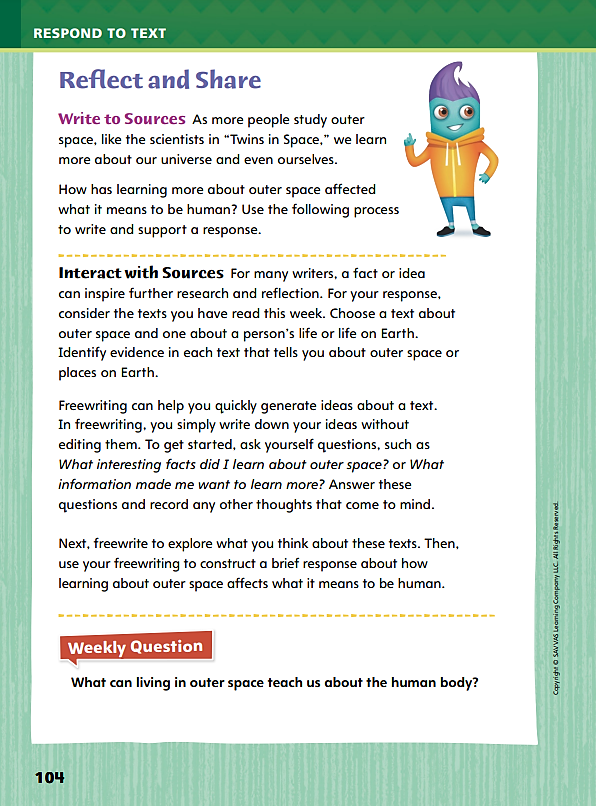 RESPOND TO TEXT
Reflect and Share
Write to Sources As more people study outer
space, like the scientists in “Twins in Space,” we learn
more about our universe and even ourselves.
How has learning more about outer space affected
what it means to be human? Use the following process
to write and support a response.
Interact with Sources For many writers, a fact or idea
can inspire further research and reflection. For your response,
consider the texts you have read this week. Choose a text about
outer space and one about a person’s life or life on Earth.
Identify evidence in each text that tells you about outer space or
places on Earth.
Freewriting can help you quickly generate ideas about a text.
In freewriting, you simply write down your ideas without
editing them. To get started, ask yourself questions, such as
What interesting facts did I learn about outer space? or What
information made me want to learn more? Answer these
questions and record any other thoughts that come to mind.
Next, freewrite to explore what you think about these texts. Then,
use your freewriting to construct a brief response about how
learning about outer space affects what it means to be human.
Weekly Question
What can living in outer space teach us about the human body?
Copyright © SAVVAS Learning Company LLC. All Rights Reserved.
104